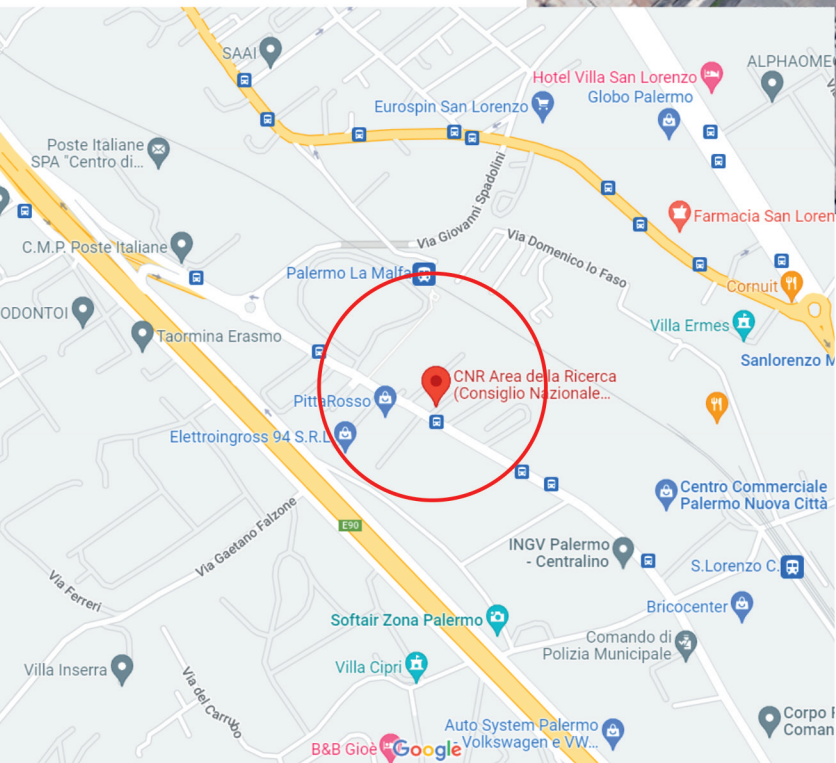 SAAI
ALPHAOME
Hotel Villa San Lorenzo
Globo Palermo
Eurospin San Lorenzo
Poste Italiane
SPA "Centro di...
Via Giovanni Spadolini
Farmacia San Loren
C.M.P. Poste Italiane
Via Domenico lo Faso
Palermo La Malfa
Cornuit
ODONTOI
Taormina Erasmo
Villa Ermes
Sanlorenzo M
CNR Area della Ricerca
(Consiglio Nazionale...
PittaRosso
Elettroingross 94 S.R.L
Centro Commerciale
Palermo Nuova Città
E90
Via Gaetano Falzone
INGV Palermo
- Centralino
S.Lorenzo C.
Via Ferreri
Bricocenter
Softair Zona Palermo
Comando di
Polizia Municipale
Villa Inserra
Villa Cipri
Via del Carrubo
Corpo F
Coman
Auto System Palermo
- Volkswagen e VW...
B&B Gioè
Google